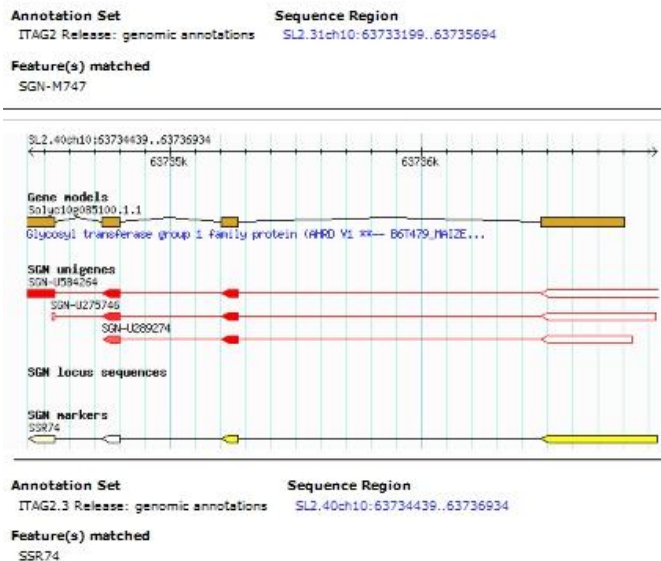 Annotation Set Sequence Region
ITAG2 Release: genomic annotations SL2.31ch10:63733199..63735694
Feature(s) matched
SGN-M747
SL2.40ch10:63734439..63736934
63735k 63736k
Gene models
Solyc10g085100.1.1
Glycosyl transferase group 1 family protein (AHRD V1 **-- B6T479_MAIZE...
SGN unigenes
SGN-U584264
SGN-U275746
SGN-U289274
SGN locus sequences
SGN markers
SSR74
Annotation Set Sequence Region
ITAG2.3 Release: genomic annotations SL2.40ch10:63734439..63736934
Feature(s) matched
SSR74